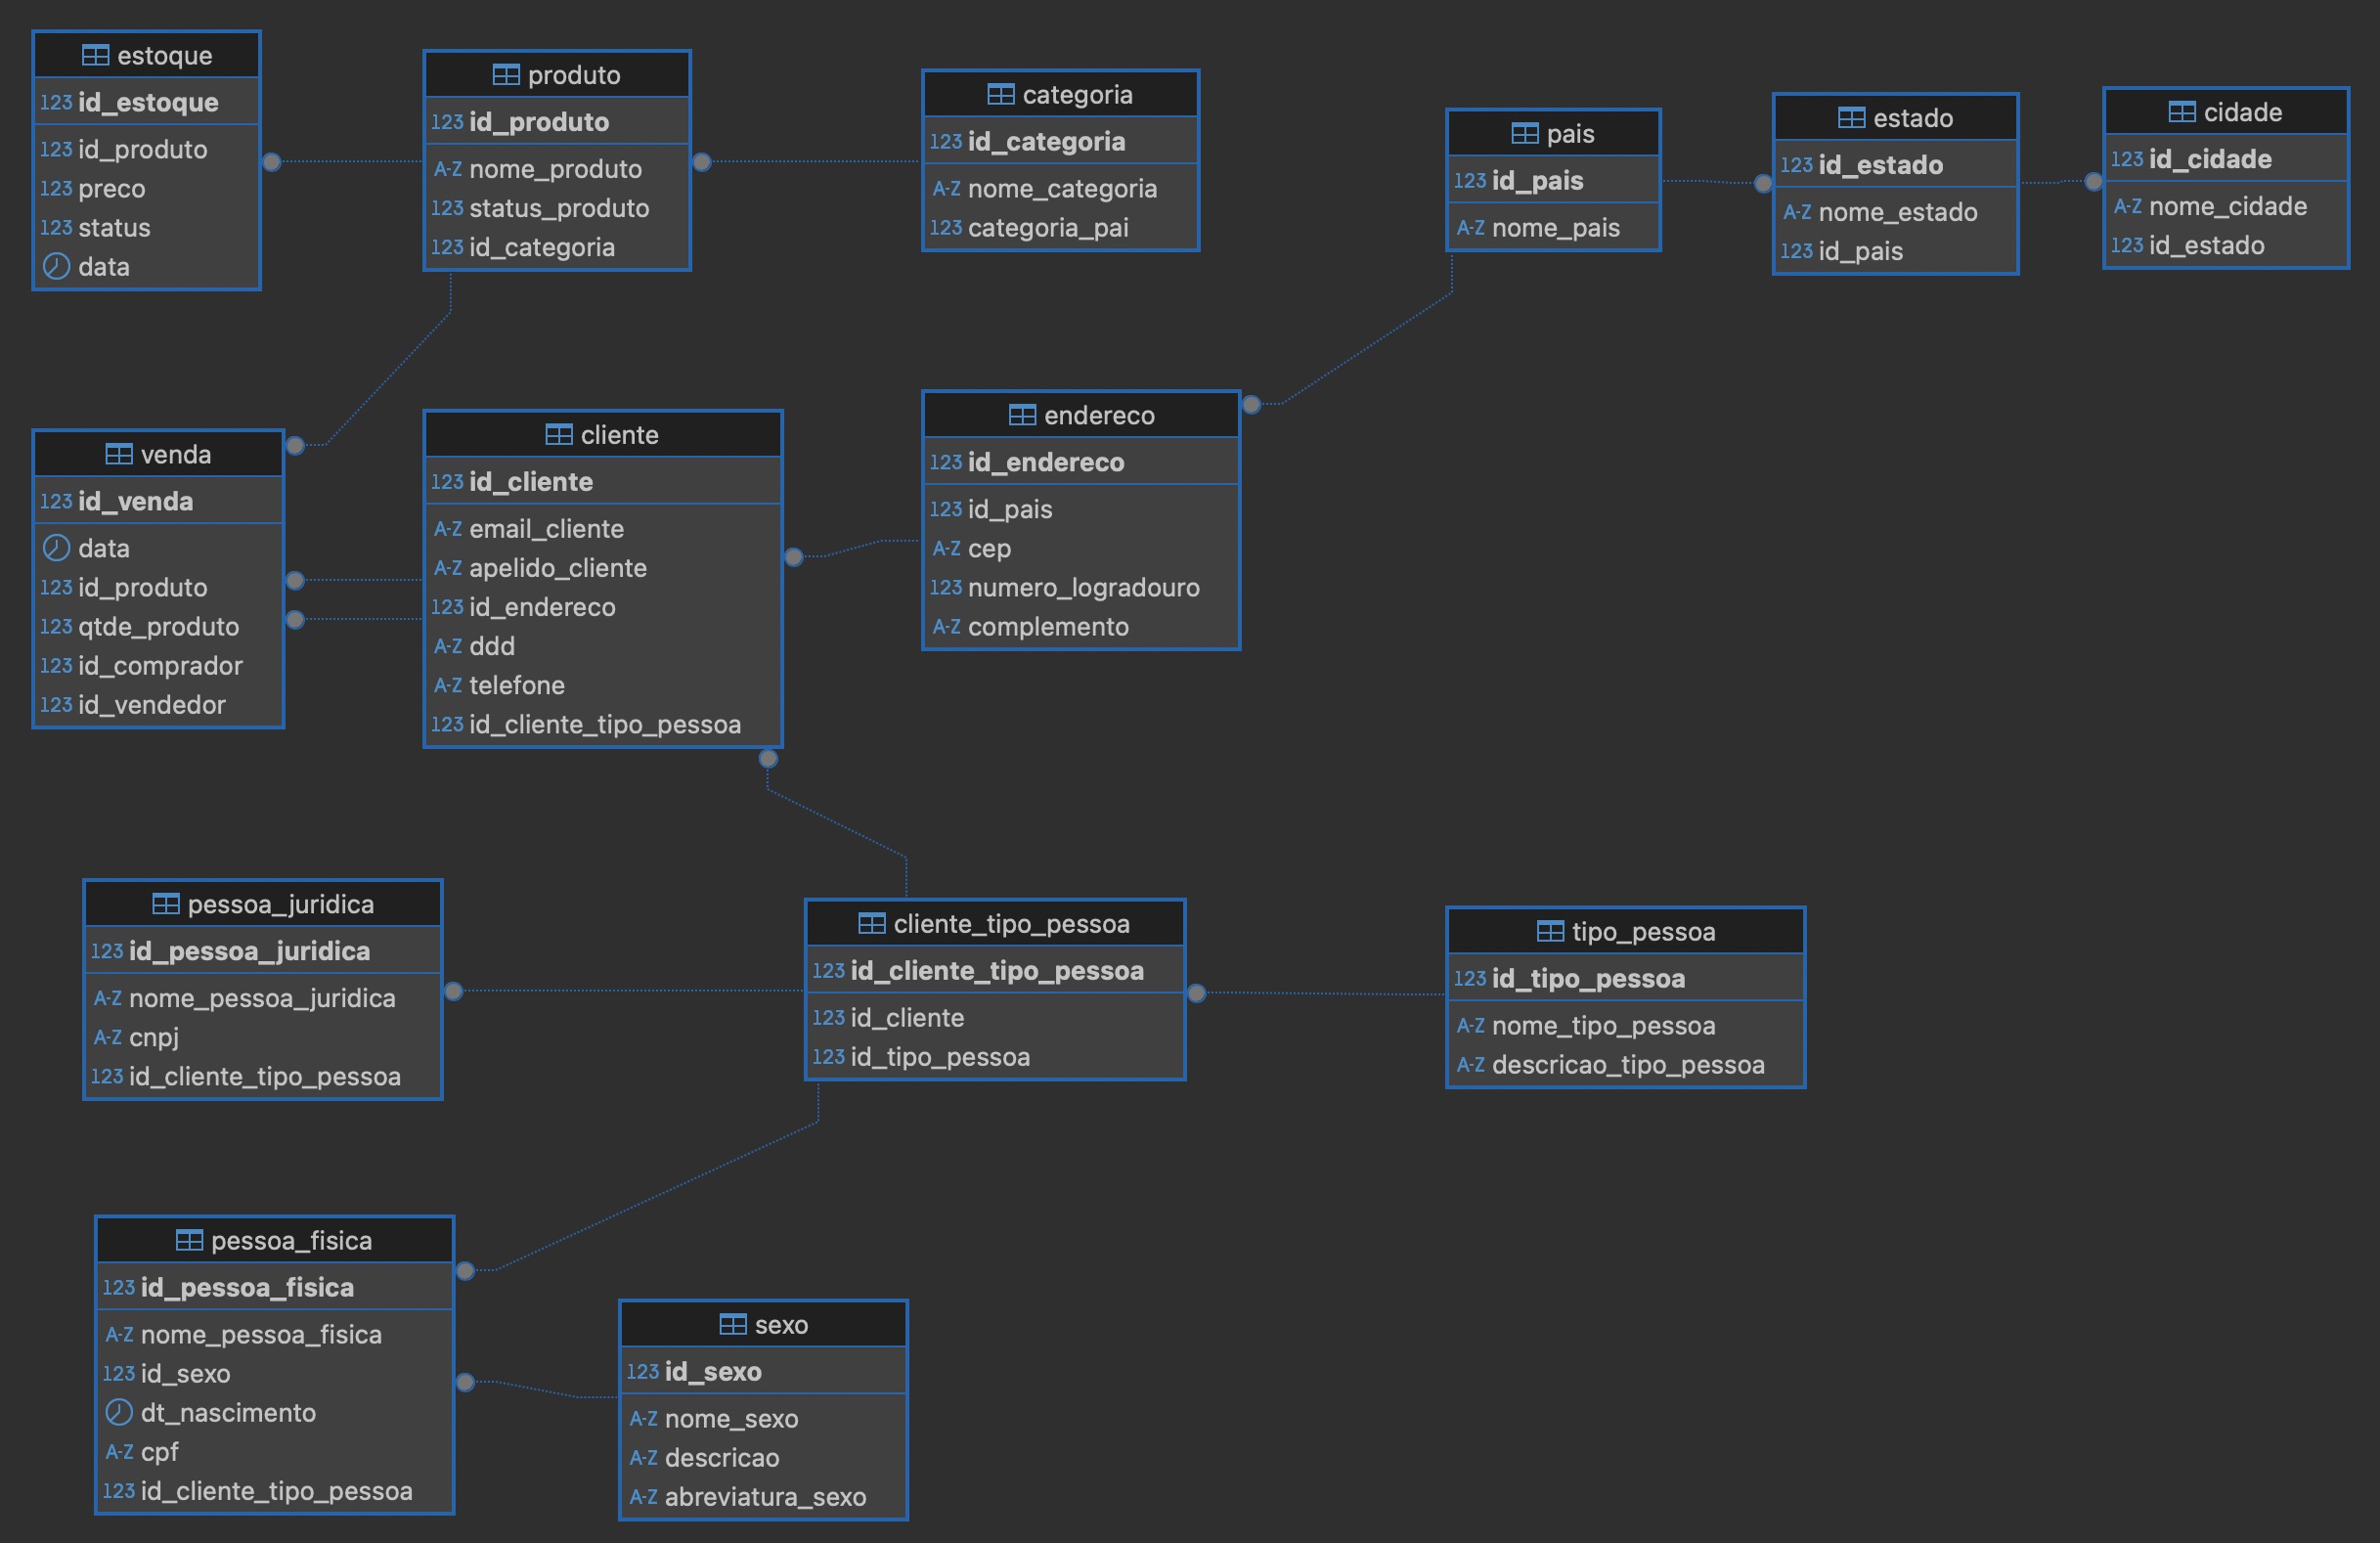 estoque
123 id_estoque
123 id_produto
123 preco
123 status
data
produto
123 id_produto
A-Z nome_produto
123 status_produto
123 id_categoria
categoria
123 id_categoria
A-Z nome_categoria
123 categoria_pai
pais
123 id_pais
A-Z nome_pais
estado
123 id_estado
A-Z nome_estado
123 id_pais
cidade
123 id_cidade
A-Z nome_cidade
123 id_estado
venda
123 id_venda
data
123 id_produto
123 qtde_produto
123 id_comprador
123 id_vendedor
cliente
123 id_cliente
A-Z email_cliente
A-Z apelido_cliente
123 id_endereco
A-Z ddd
A-Z telefone
123 id_cliente_tipo_pessoa
endereco
123 id_endereco
123 id_pais
A-Z cep
123 numero_logradouro
A-Z complemento
pessoa_juridica
123 id_pessoa_juridica
A-Z nome_pessoa_juridica
A-Z cnpj
123 id_cliente_tipo_pessoa
cliente_tipo_pessoa
123 id_cliente_tipo_pessoa
123 id_cliente
123 id_tipo_pessoa
tipo_pessoa
123 id_tipo_pessoa
A-Z nome_tipo_pessoa
A-Z descricao_tipo_pessoa
pessoa_fisica
123 id_pessoa_fisica
A-Z nome_pessoa_fisica
123 id_sexo
dt_nascimento
A-Z cpf
123 id_cliente_tipo_pessoa
sexo
123 id_sexo
A-Z nome_sexo
A-Z descricao
A-Z abreviatura_sexo